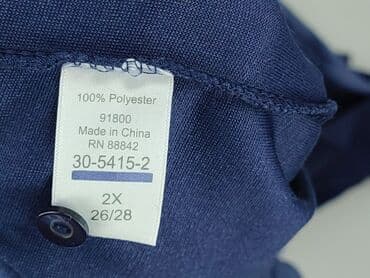 100% Polyester
91800
Made in China
RN 88842
30-5415-2
2X
26/28